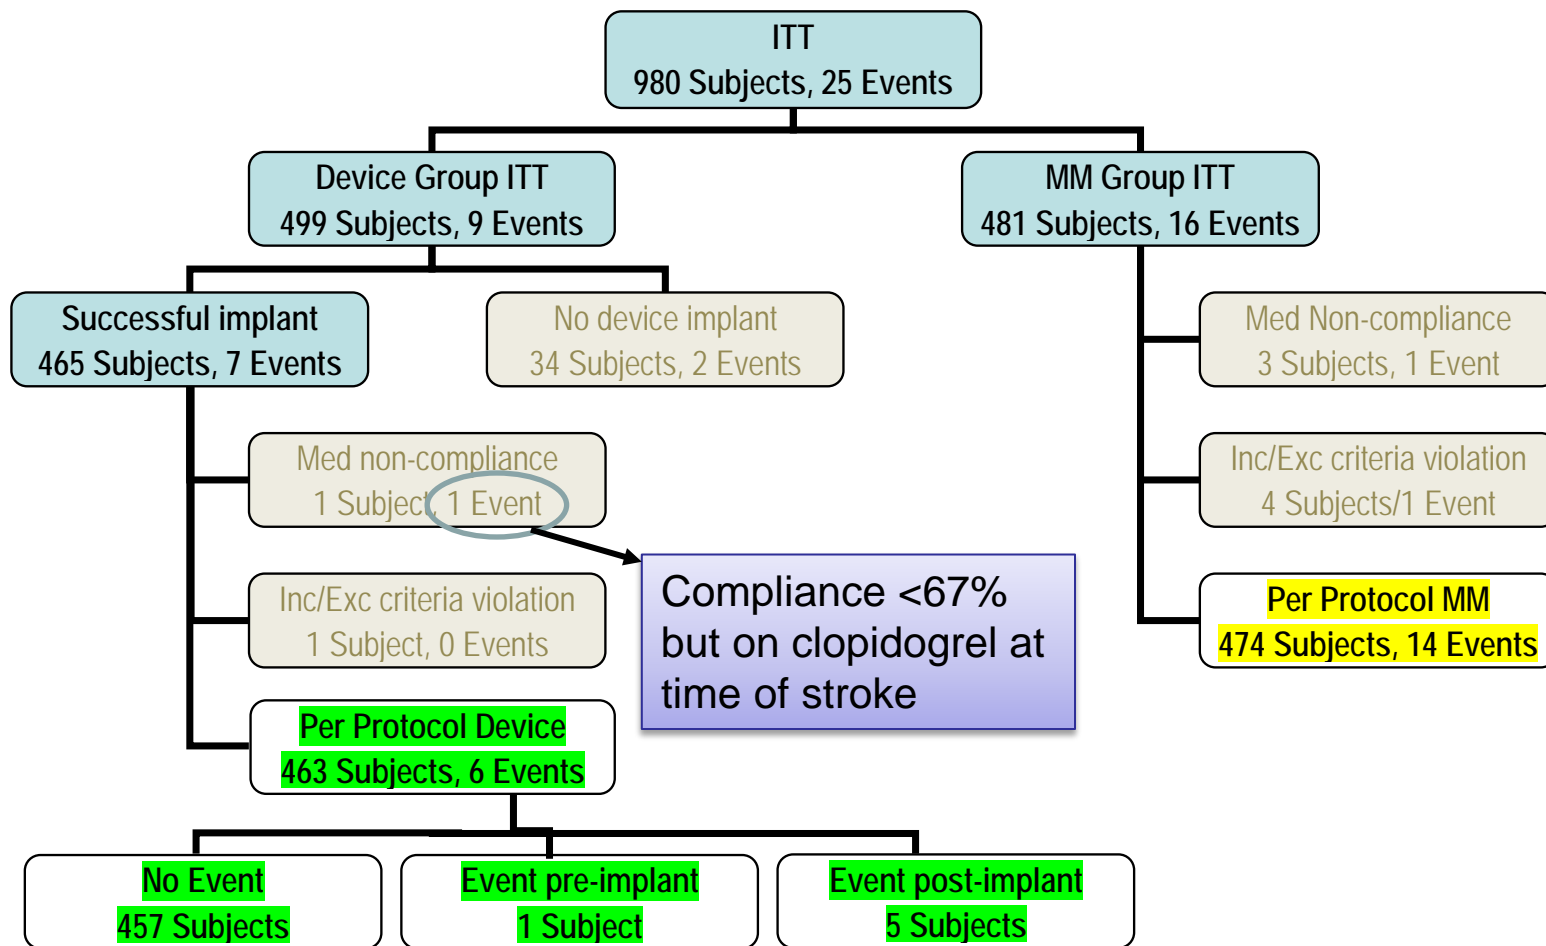 ITT
980 Subjects, 25 Events
Device Group ITT
499 Subjects, 9 Events
MM Group ITT
481 Subjects, 16 Events
Successful implant
465 Subjects, 7 Events
No device implant
34 Subjects, 2 Events
Med Non-compliance
3 Subjects, 1 Event
Med non-compliance
1 Subject, 1 Event
Inc/Exc criteria violation
4 Subjects/1 Event
Compliance <67%
but on clopidogrel at
time of stroke
Inc/Exc criteria violation
1 Subject, 0 Events
Per Protocol MM
474 Subjects, 14 Events
Per Protocol Device
463 Subjects, 6 Events
No Event
457 Subjects
Event pre-implant
1 Subject
Event post-implant
5 Subjects